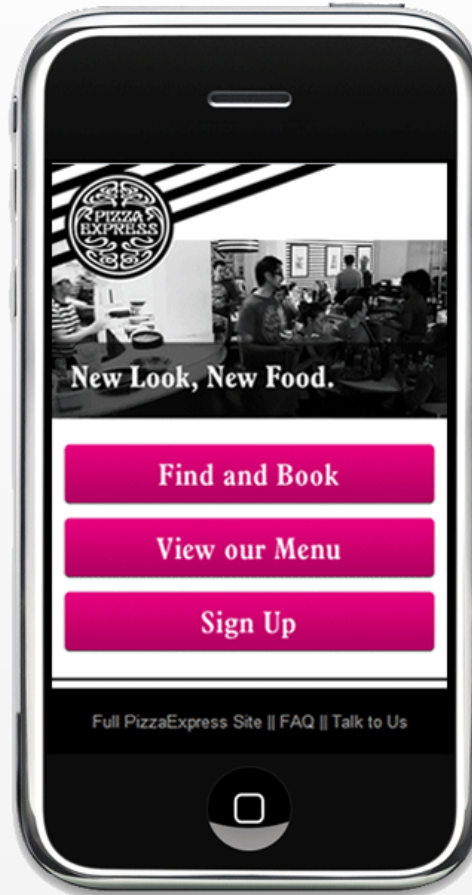 PIZZA
EXPRESS
New Look, New Food.
Find and Book
View our Menu
Sign Up
Full PizzaExpress Site || FAQ || Talk to Us